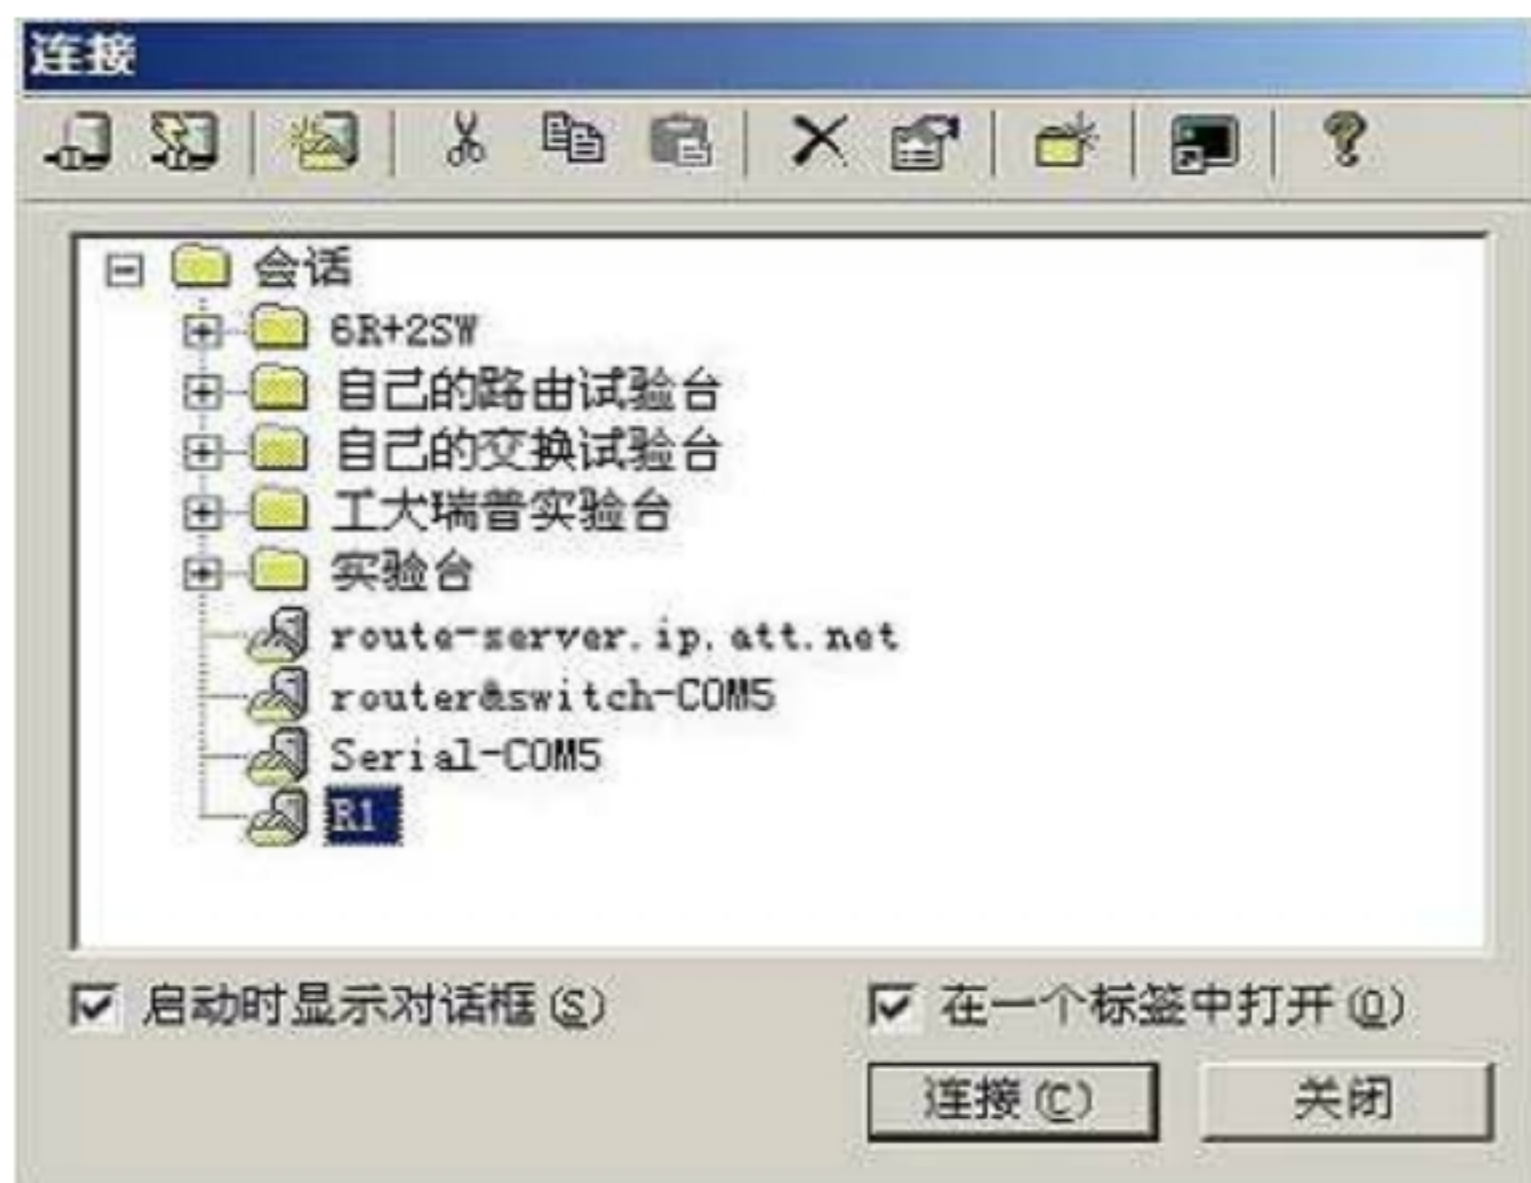 连接
会话
6R+2SW
自己的路由试验台
自己的交换试验台
工大瑞普实验台
实验台
route-server.ip.att.net
router&switch-COM5
Serial-COM5
R1
启动时显示对话框(S) 在一个标签中打开(O)
连接(C) 关闭